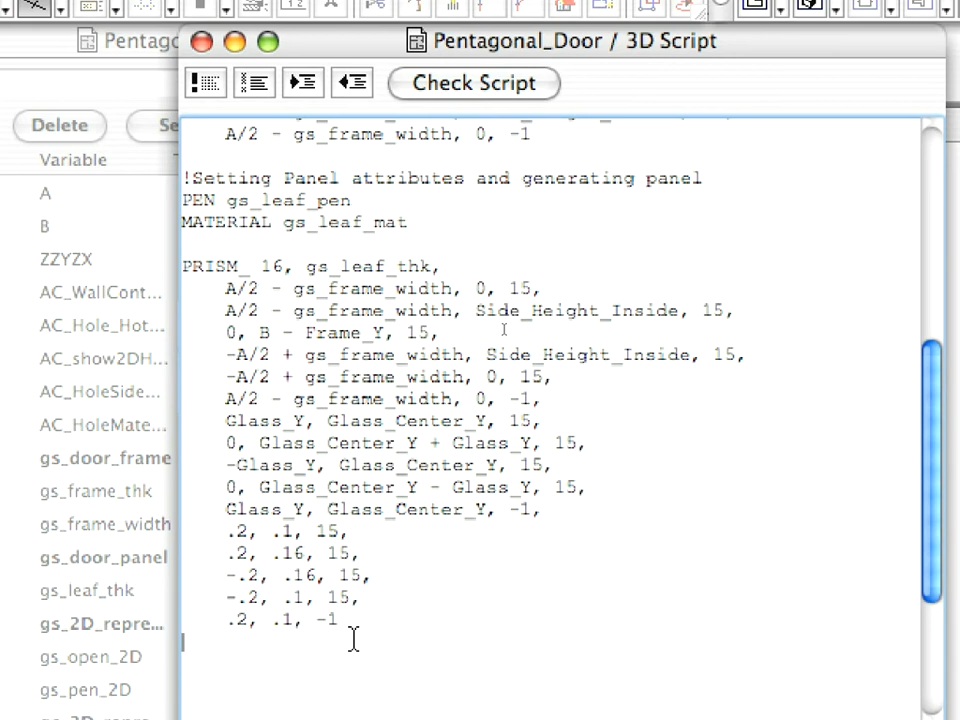 Pentago
Pentagonal_Door / 3D Script
Check Script
Delete
Se
Variable
A
B
ZZYZX
AC_WallCont...
AC_Hole_Hot...
AC_show2DH...
AC_HoleSide...
AC_HoleMate...
gs_door_frame
gs_frame_thk
gs_frame_width
gs_door_panel
gs_leaf_thk
gs_2D_repre...
gs_open_2D
gs_pen_2D
A/2 - gs_frame_width, 0, -1
!Setting Panel attributes and generating panel
PEN gs_leaf_pen
MATERIAL gs_leaf_mat
PRISM_ 16, gs_leaf_thk,
A/2 - gs_frame_width, 0, 15,
A/2 - gs_frame_width, Side_Height_Inside, 15,
0, B - Frame_Y, 15,
-A/2 + gs_frame_width, Side_Height_Inside, 15,
-A/2 + gs_frame_width, 0, 15,
A/2 - gs_frame_width, 0, -1,
Glass_Y, Glass_Center_Y, 15,
0, Glass_Center_Y + Glass_Y, 15,
-Glass_Y, Glass_Center_Y, 15,
0, Glass_Center_Y - Glass_Y, 15,
Glass_Y, Glass_Center_Y, -1,
.2, .1, 15,
.2, .16, 15,
-.2, .16, 15,
-.2, .1, 15,
.2, .1, -1